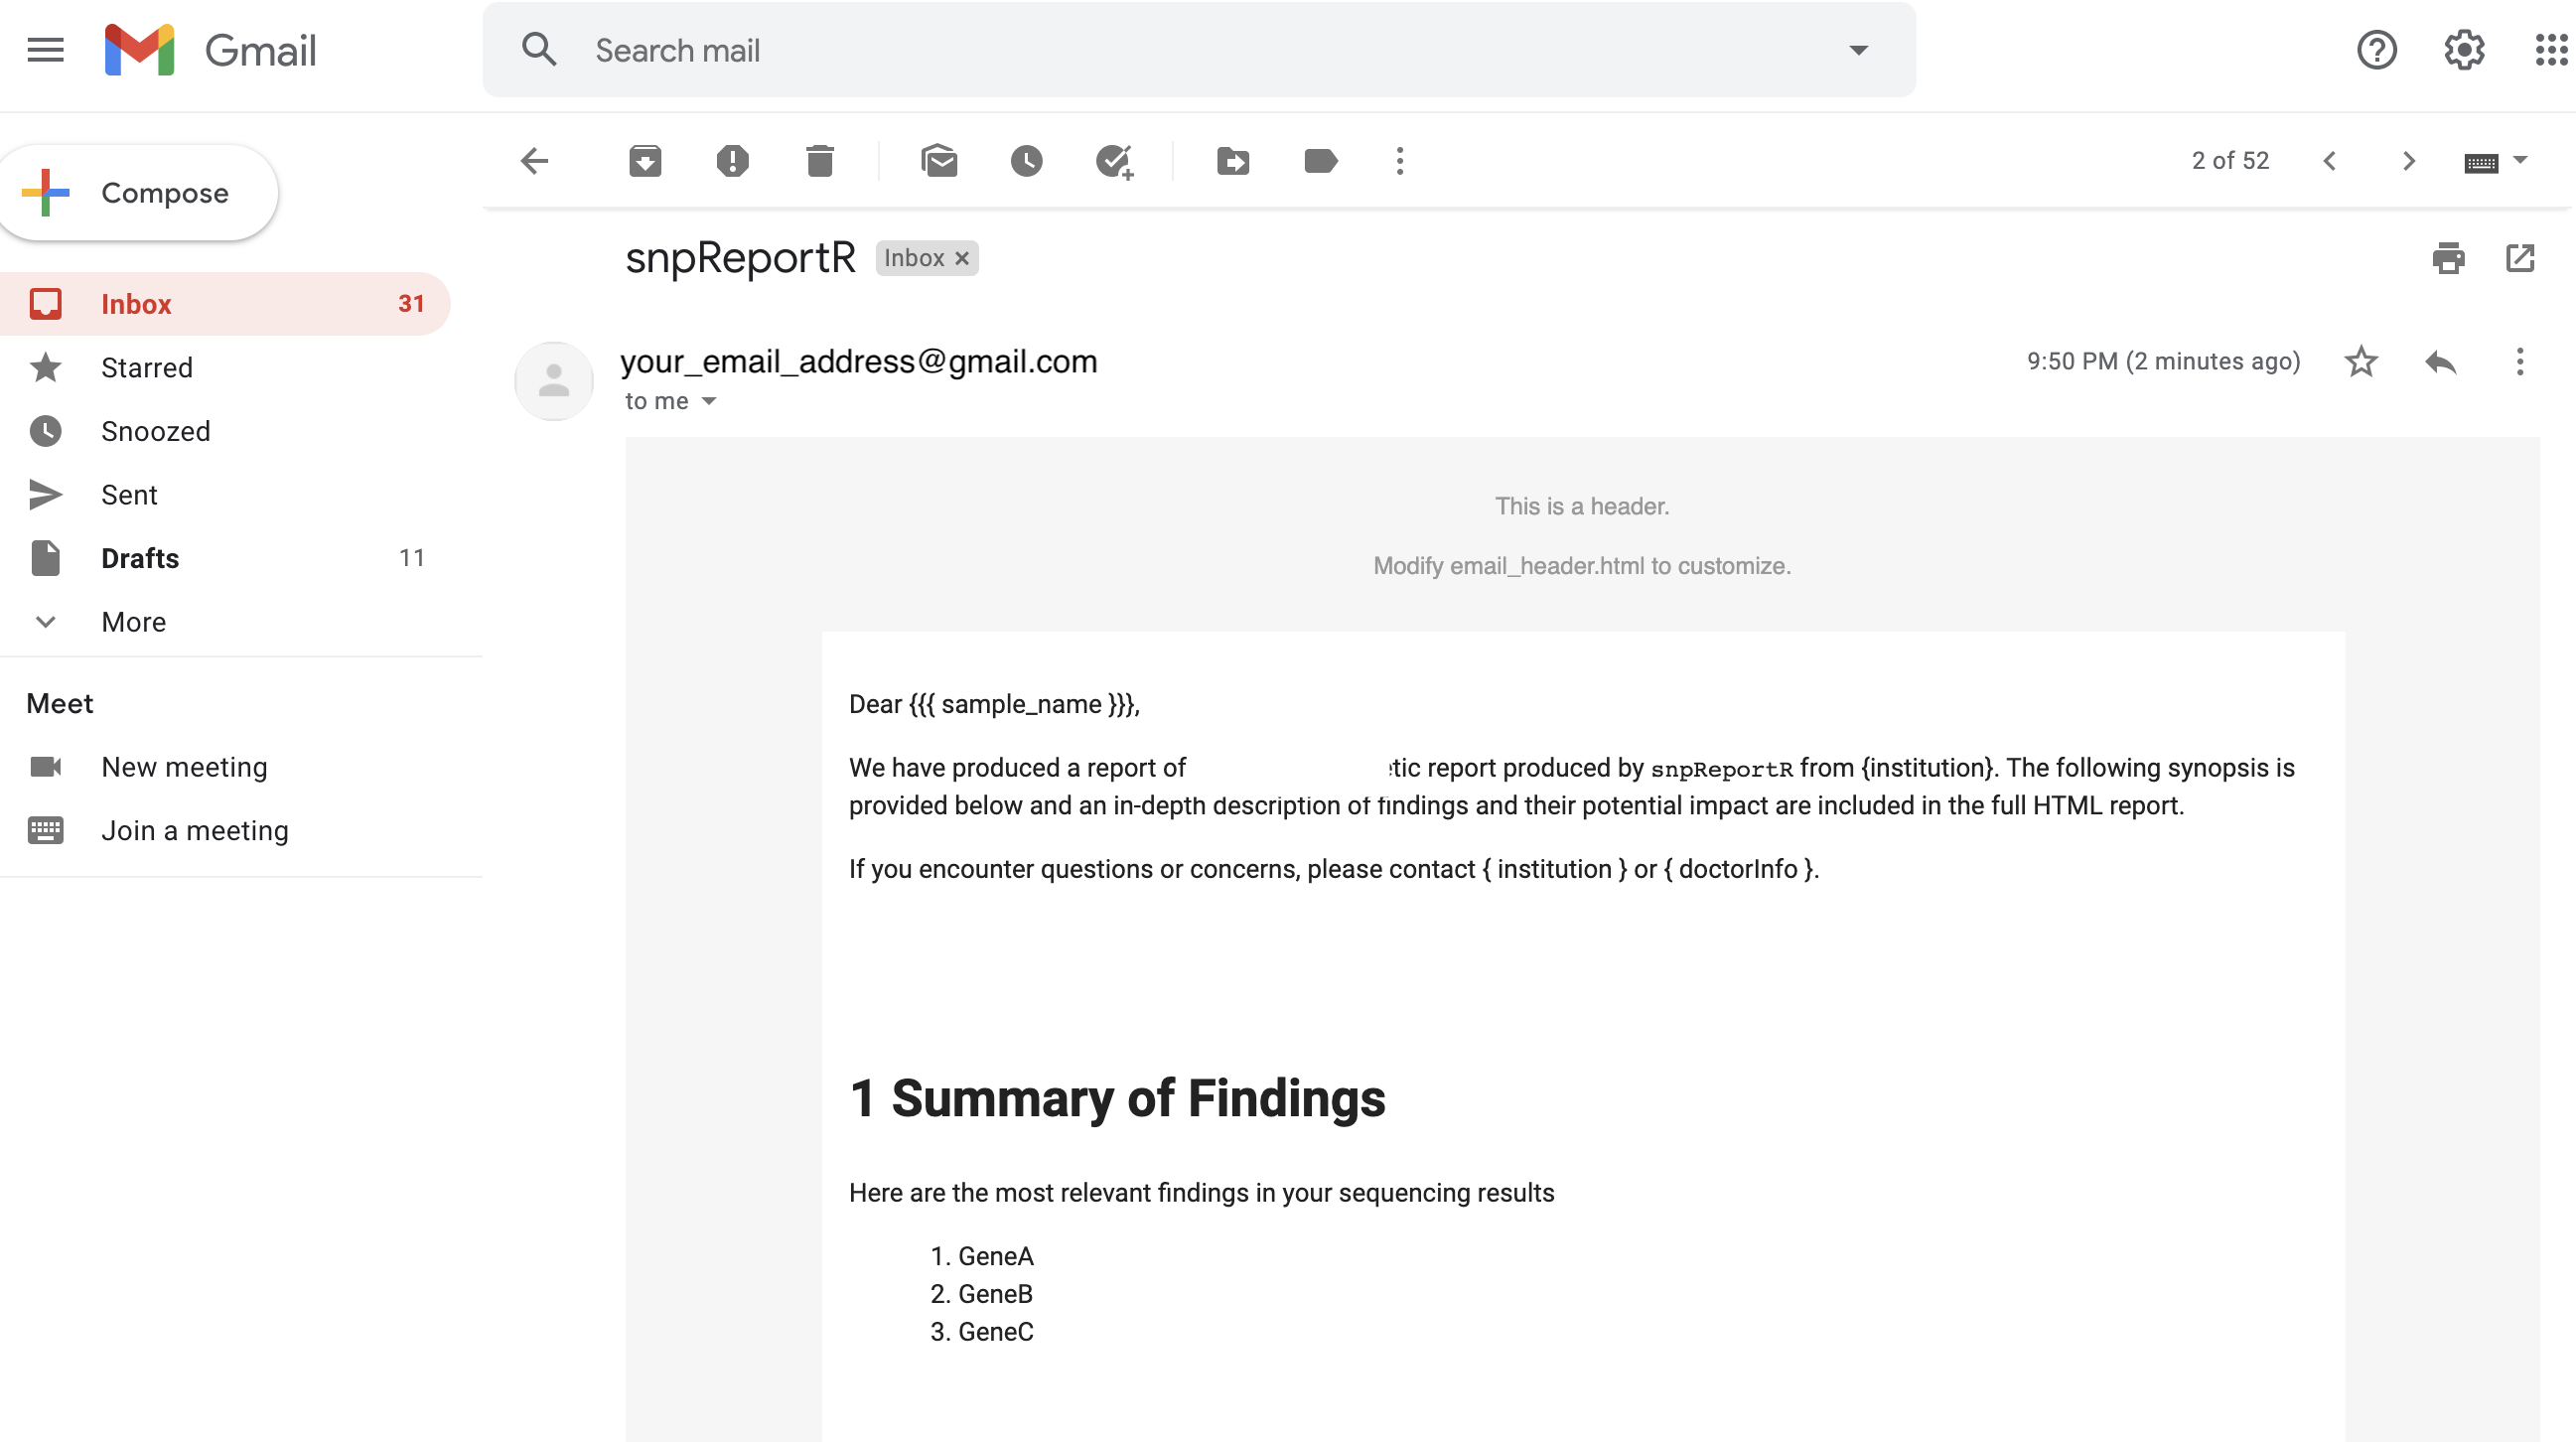 Gmail
Search mail
Compose
2 of 52
snpReportR Inbox ×
Inbox 31
Starred
Snoozed
Sent
Drafts 11
More
Meet
New meeting
Join a meeting
your_email_address@gmail.com
9:50 PM (2 minutes ago)
to me
This is a header.
Modify email_header.html to customize.
Dear {{{ sample_name }}},
We have produced a report of tic report produced by snpReportR from {institution}. The following synopsis is
provided below and an in-depth description of findings and their potential impact are included in the full HTML report.
If you encounter questions or concerns, please contact { institution } or { doctorInfo }.
1 Summary of Findings
Here are the most relevant findings in your sequencing results
1. GeneA
2. GeneB
3. GeneC